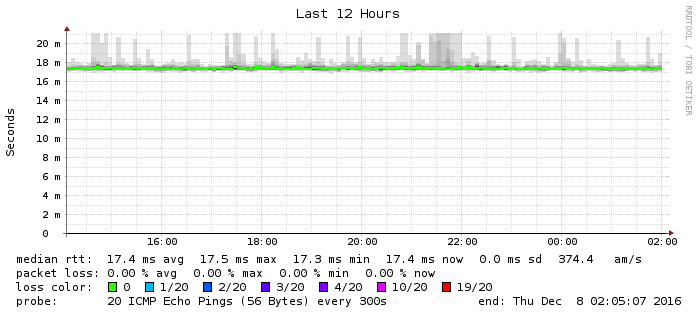 Last 12 Hours
RRDTOOL / TOBI OETIKER
Seconds
20 m
18 m
16 m
14 m
12 m
10 m
8 m
6 m
4 m
2 m
0
16:00 18:00 20:00 22:00 00:00 02:00
median rtt: 17.4 ms avg 17.5 ms max 17.3 ms min 17.4 ms now 0.0 ms sd 374.4 am/s
packet loss: 0.00 % avg 0.00 % max 0.00 % min 0.00 % now
loss color: 0 1/20 2/20 3/20 4/20 10/20 19/20
probe: 20 ICMP Echo Pings (56 Bytes) every 300s end: Thu Dec 8 02:05:07 2016